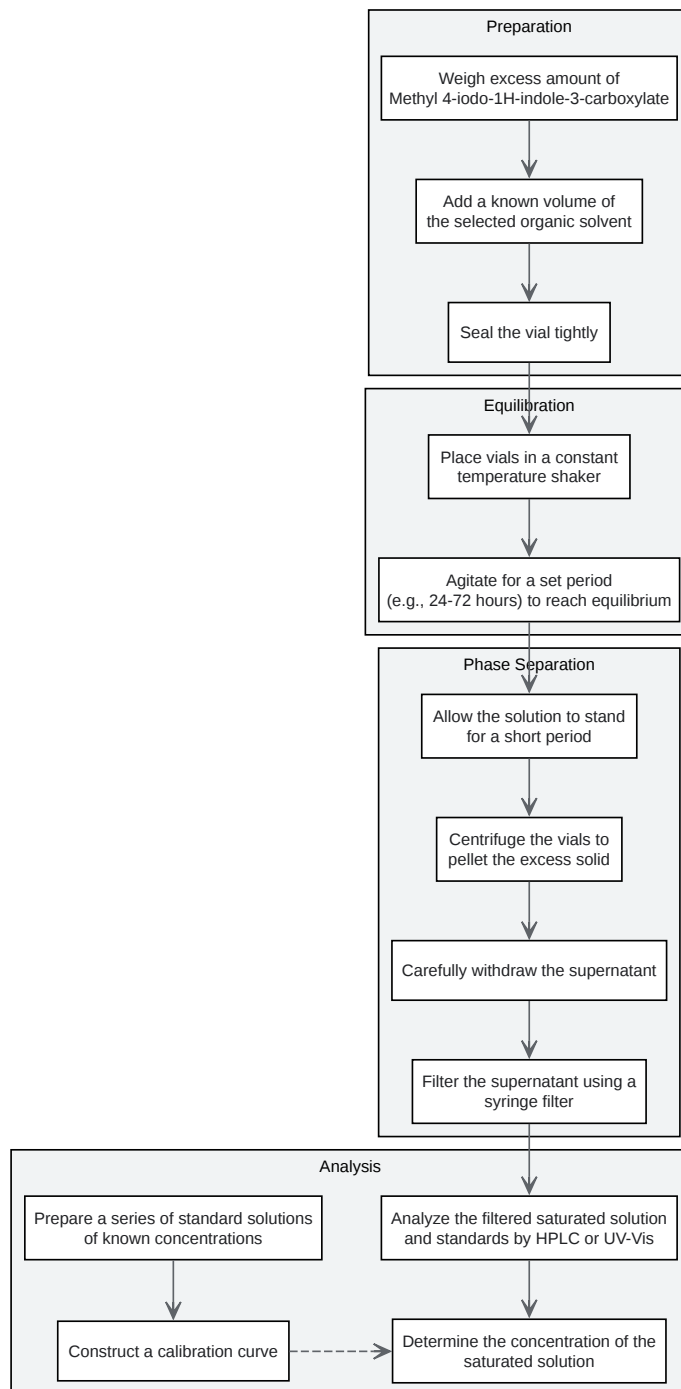 Preparation
Weigh excess amount of
Methyl 4-iodo-1H-indole-3-carboxylate
Add a known volume of
the selected organic solvent
Seal the vial tightly
Equilibration
Place vials in a constant
temperature shaker
Agitate for a set period
(e.g., 24-72 hours) to reach equilibrium
Phase Separation
Allow the solution to stand
for a short period
Centrifuge the vials to
pellet the excess solid
Carefully withdraw the supernatant
Filter the supernatant using a
syringe filter
Analysis
Prepare a series of standard solutions
of known concentrations
Analyze the filtered saturated solution
and standards by HPLC or UV-Vis
Construct a calibration curve
Determine the concentration of the
saturated solution